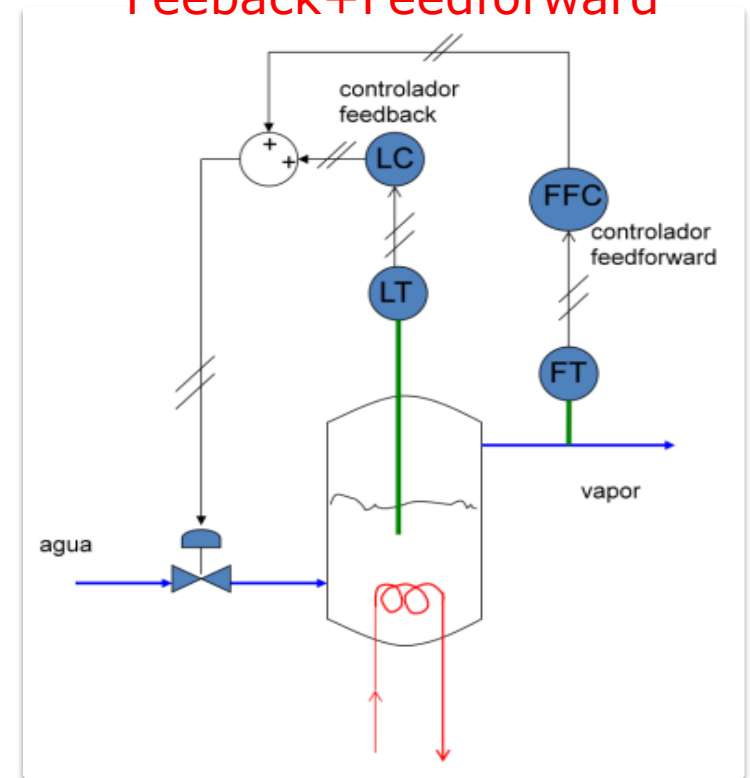 Feeback+Feedforward
controlador
feedback
+
+
LC
FFC
controlador
feedforward
LT
FT
vapor
agua